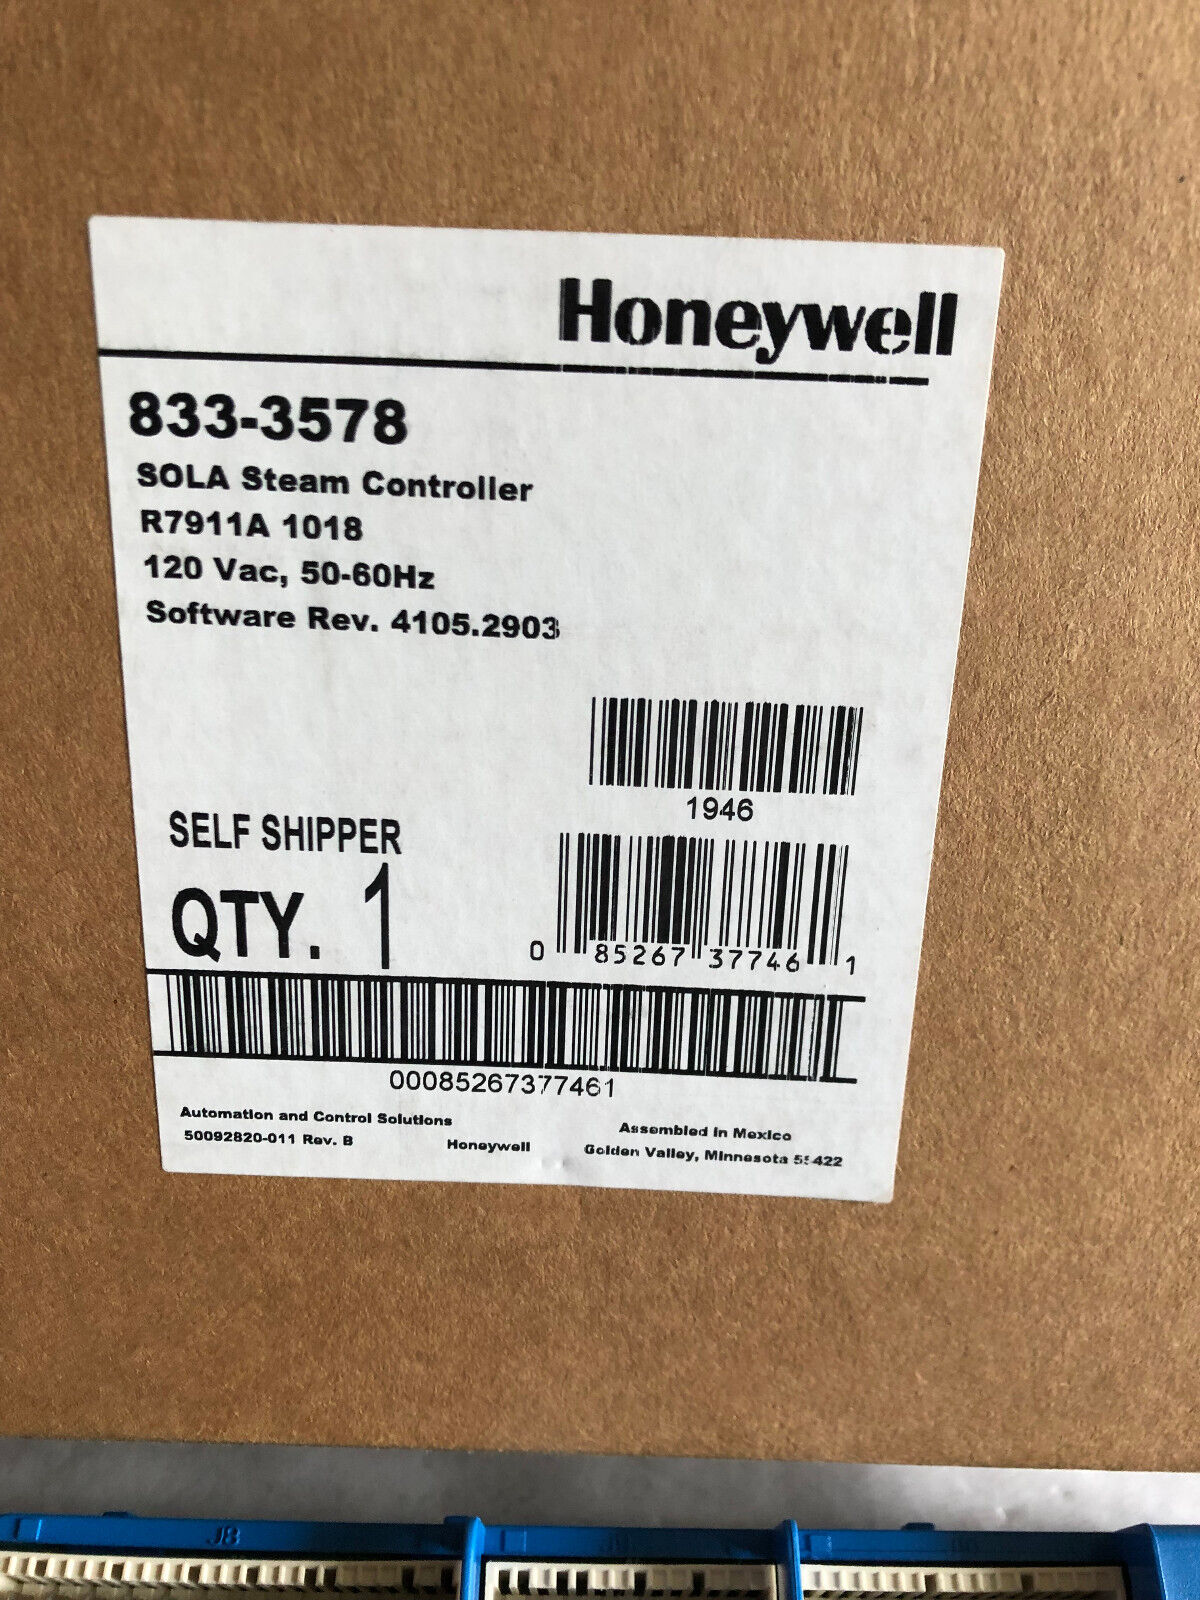 Honeywell
833-3578
SOLA Steam Controller
R7911A 1018
120 Vac, 50-60Hz
Software Rev. 4105.2903
1946
SELF SHIPPER
QTY. 1
0 85267 37746 1
00085267377461
Automation and Control Solutions
50092820-011 Rev. B
Honeywell
Assembled in Mexico
Golden Valley, Minnesota 55422
J8